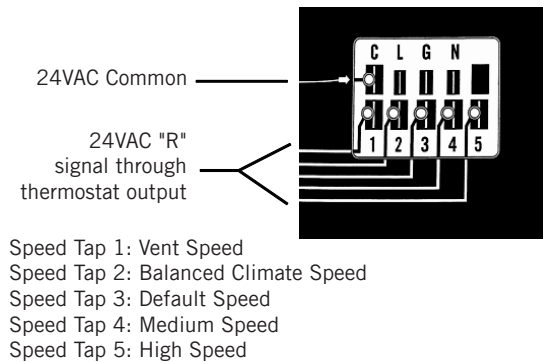 C L G N
24VAC Common
24VAC "R"
signal through
thermostat output
1 2 3 4 5
Speed Tap 1: Vent Speed
Speed Tap 2: Balanced Climate Speed
Speed Tap 3: Default Speed
Speed Tap 4: Medium Speed
Speed Tap 5: High Speed